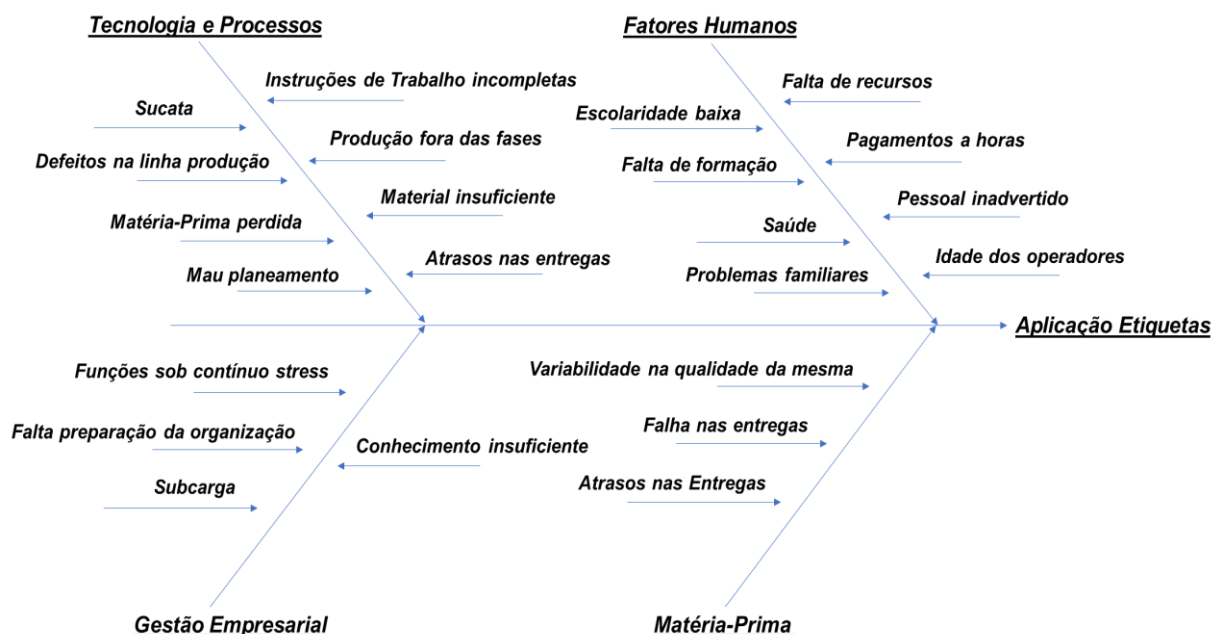 Tecnologia e Processos
Fatores Humanos
Instruções de Trabalho incompletas
Sucata
Produção fora das fases
Defeitos na linha produção
Material insuficiente
Matéria-Prima perdida
Atrasos nas entregas
Mau planeamento
Falta de recursos
Escolaridade baixa
Pagamentos a horas
Falta de formação
Pessoal inadvertido
Saúde
Idade dos operadores
Problemas familiares
Aplicação Etiquetas
Funções sob contínuo stress
Falta preparação da organização
Conhecimento insuficiente
Subcarga
Variabilidade na qualidade da mesma
Falha nas entregas
Atrasos nas Entregas
Gestão Empresarial
Matéria-Prima